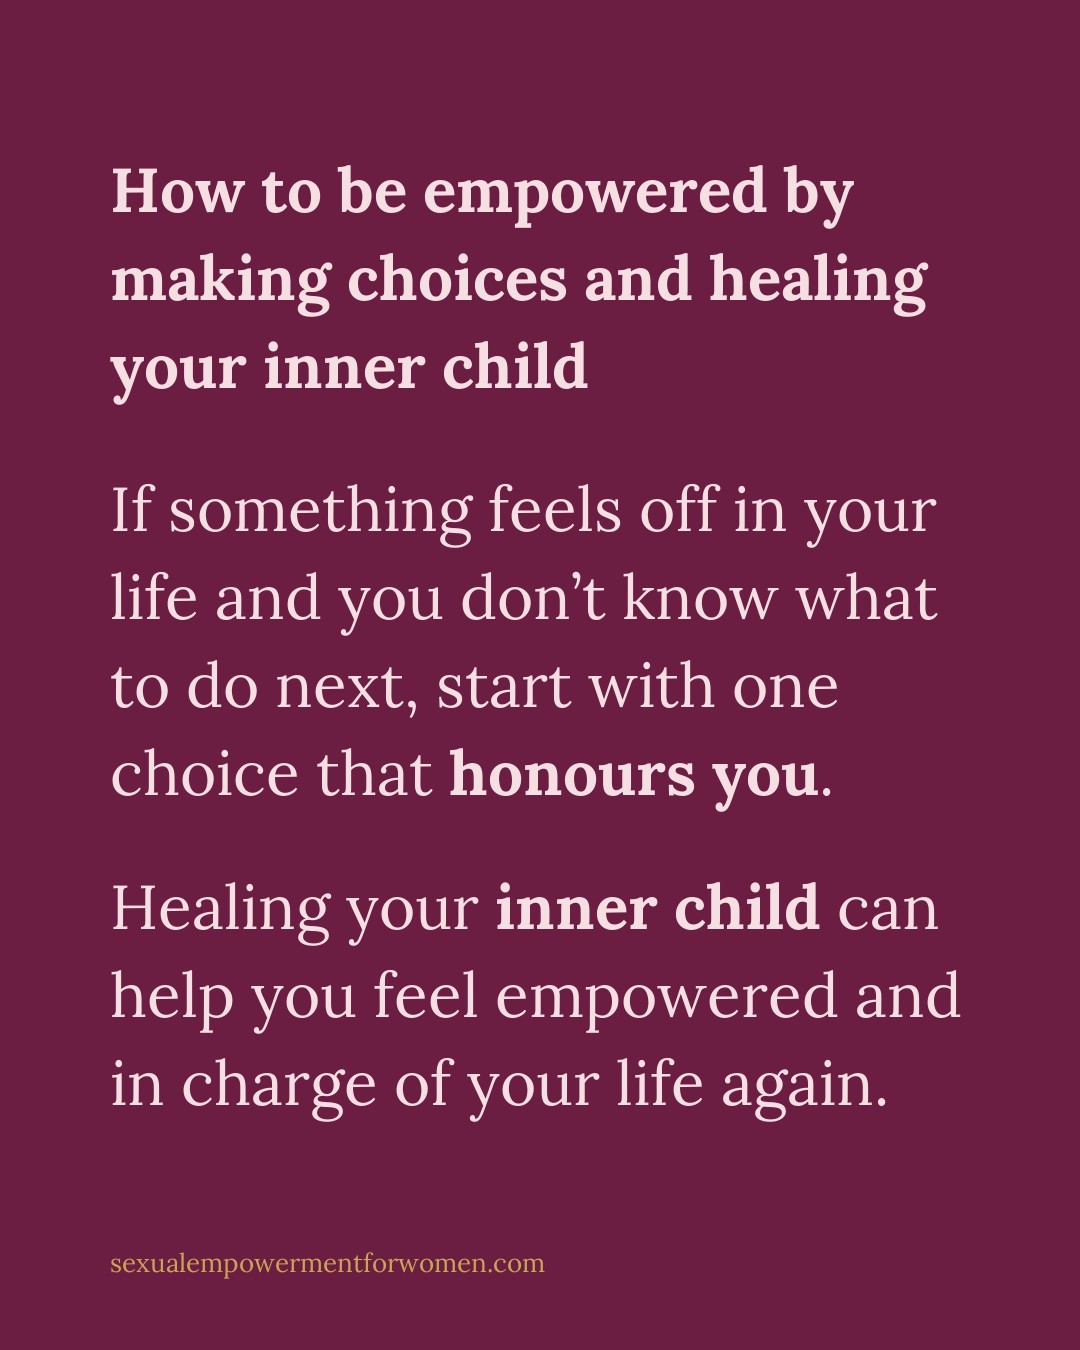 How to be empowered by
making choices and healing
your inner child
If something feels off in your
life and you don’t know what
to do next, start with one
choice that honours you.
Healing your inner child can
help you feel empowered and
in charge of your life again.
sexualempowermentforwomen.com